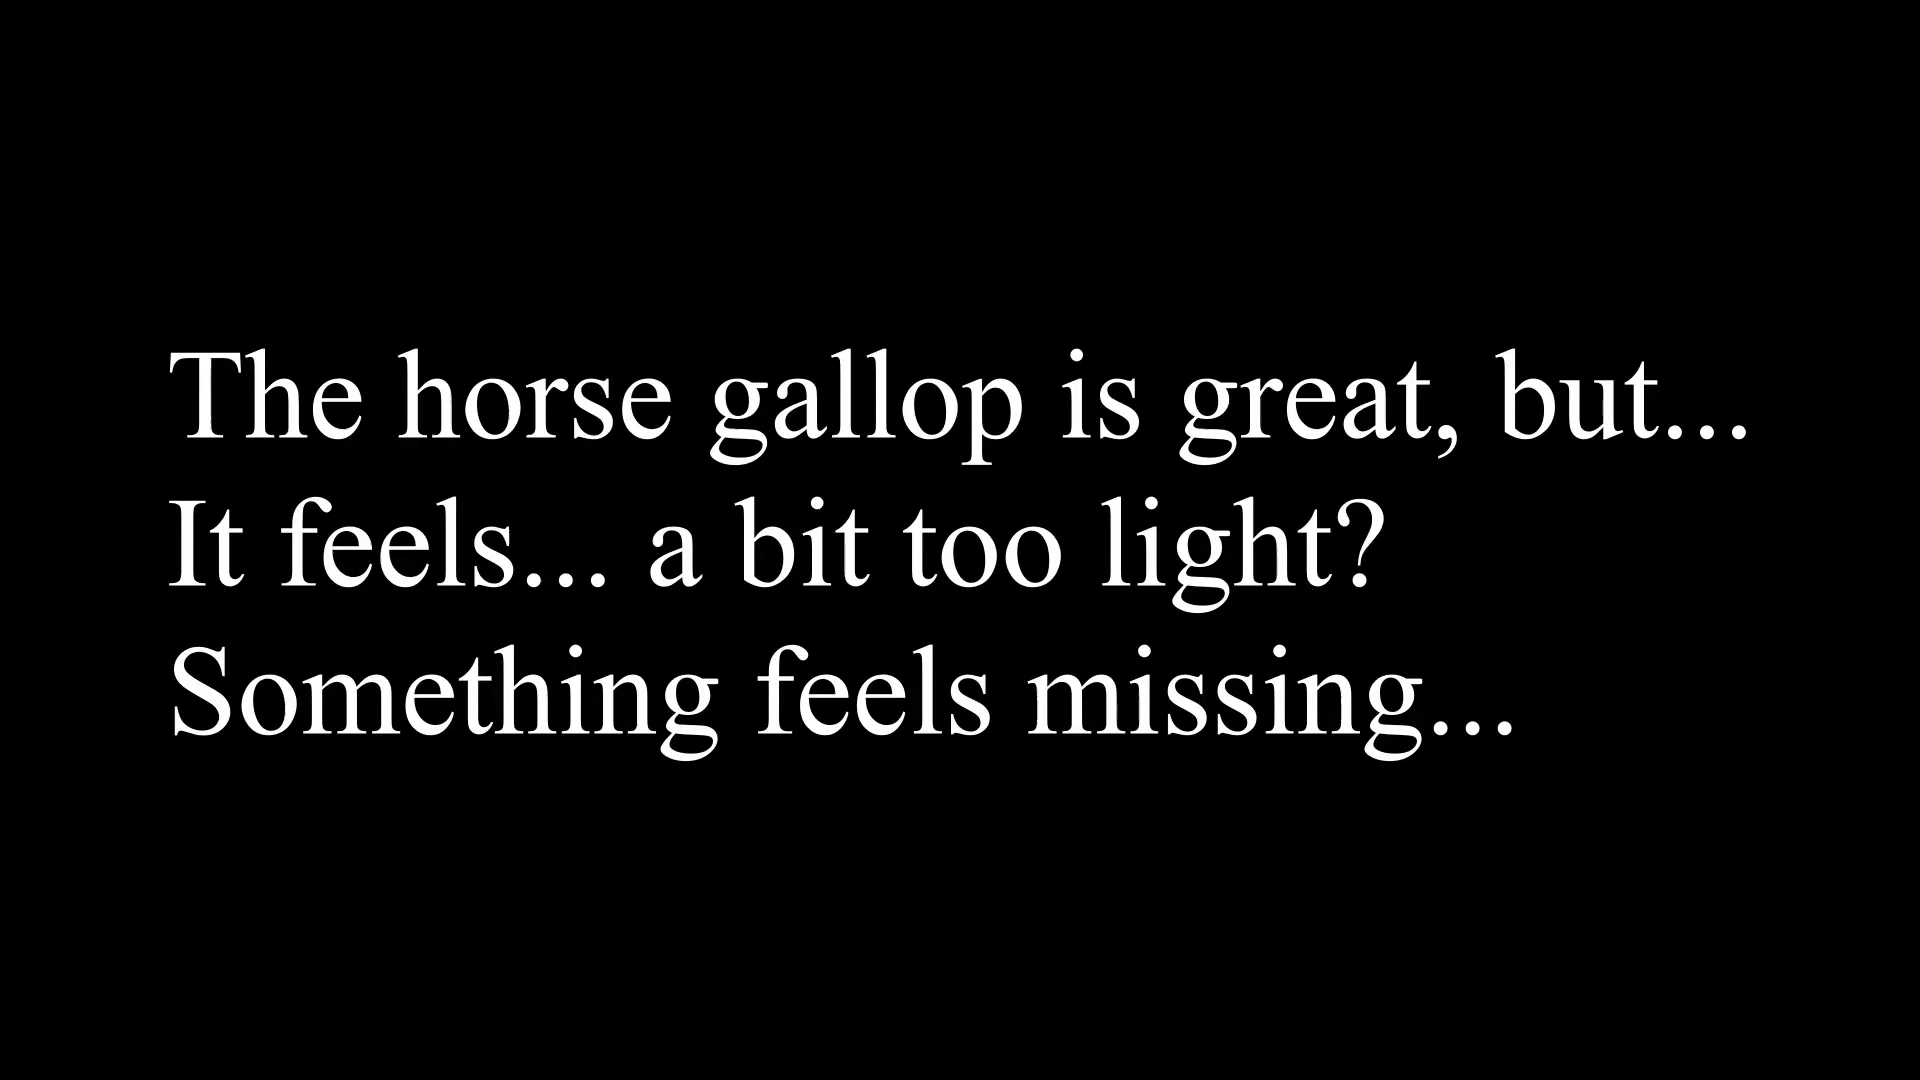 The horse gallop is great, but...
It feels... a bit too light?
Something feels missing...